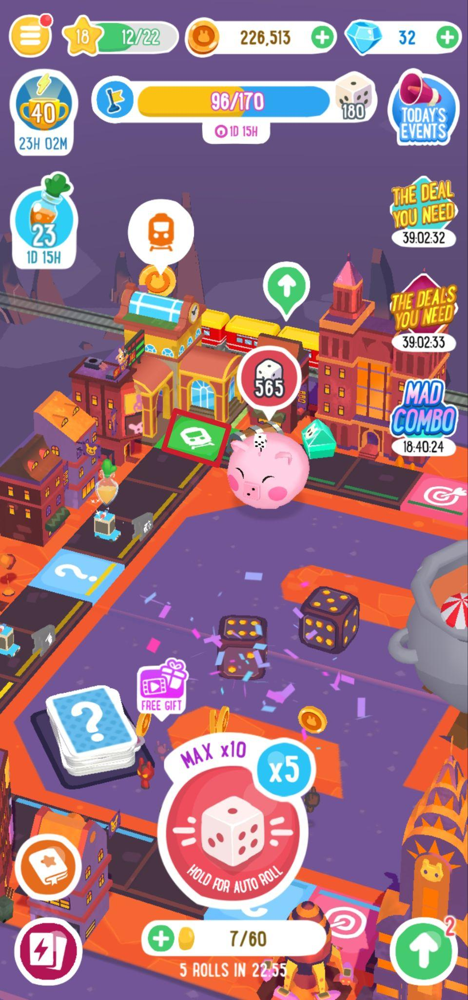 18
12/22
226,513
32
40
23H 02M
96/170
180
1D 15H
TODAY'S
EVENTS
23
1D 15H
THE DEAL
YOU NEED
39:02:32
THE DEALS
YOU NEED
39:02:33
565
MAD
COMBO
18:40:24
?
FREE GIFT
?
MAX x10
x5
HOLD FOR AUTO ROLL
7/60
5 ROLLS IN 22:55
2